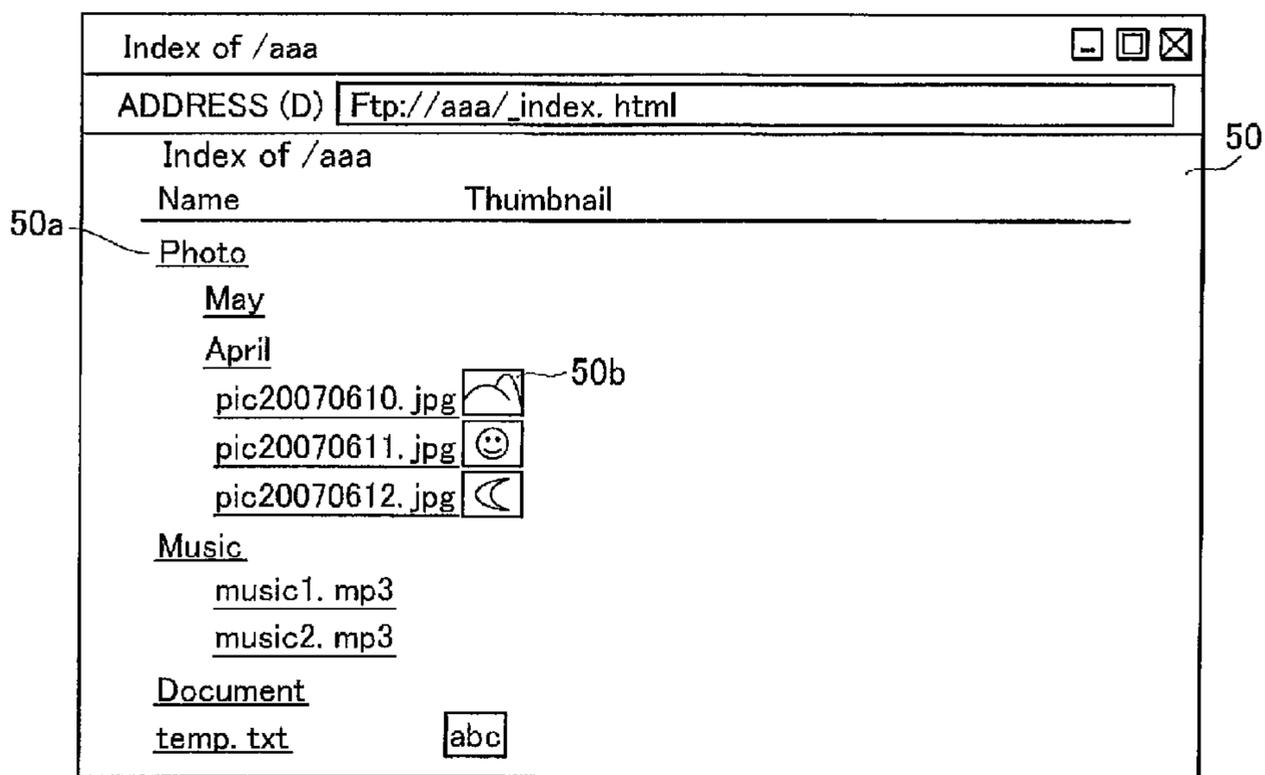 Index of /aaa
ADDRESS (D) Ftp://aaa/_index. html
50
Index of /aaa
Name Thumbnail
50a
Photo
May
April
50b
pic20070610. jpg
pic20070611. jpg
pic20070612. jpg
Music
music1. mp3
music2. mp3
Document
temp. txt abc